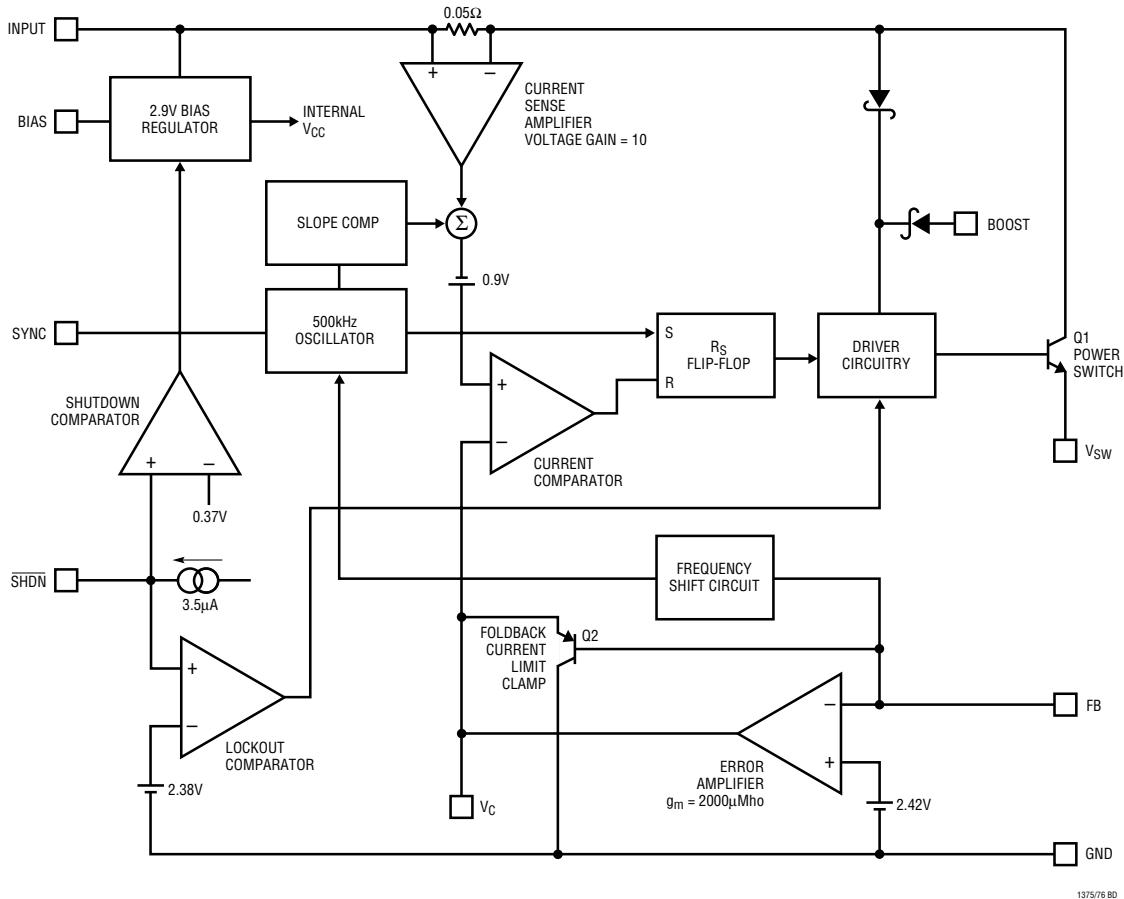 INPUT
0.05Ω
+
−
CURRENT
SENSE
AMPLIFIER
VOLTAGE GAIN = 10
2.9V BIAS
REGULATOR
BIAS
INTERNAL
VCC
SLOPE COMP
Σ
BOOST
0.9V
SYNC
500kHz
OSCILLATOR
S
R
RS
FLIP-FLOP
DRIVER
CIRCUITRY
Q1
POWER
SWITCH
SHUTDOWN
COMPARATOR
+
−
+
−
CURRENT
COMPARATOR
VSW
0.37V
SHDN
3.5μA
FREQUENCY
SHIFT CIRCUIT
FOLDBACK
CURRENT
LIMIT
CLAMP
Q2
+
−
LOCKOUT
COMPARATOR
−
+
FB
ERROR
AMPLIFIER
gm = 2000μMho
2.38V
VC
2.42V
GND
1375/76 BD